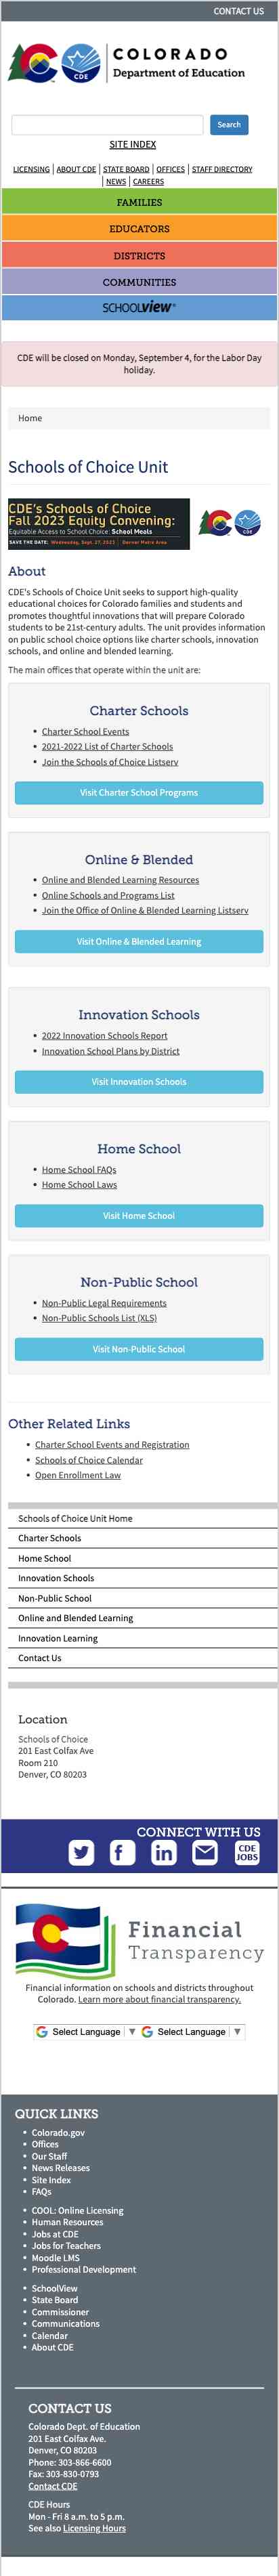 CONTACT US
COLORADO
Department of Education
CDE
Search
SITE INDEX
LICENSING | ABOUT CDE | STATE BOARD | OFFICES | STAFF DIRECTORY
| NEWS | CAREERS
FAMILIES
EDUCATORS
DISTRICTS
COMMUNITIES
SCHOOLVIEW®
CDE will be closed on Monday, September 4, for the Labor Day
holiday.
Home
Schools of Choice Unit
CDE's Schools of Choice
Fall 2023 Equity Convening:
Equitable Access to School Choice: School Meals
SAVE THE DATE: Wednesday, Sept. 27, 2023 | Denver Metro Area
CDE
About
CDE's Schools of Choice Unit seeks to support high-quality
educational choices for Colorado families and students and
promotes thoughtful innovations that will prepare Colorado
students to be 21st-century adults. The unit provides information
on public school choice options like charter schools, innovation
schools, and online and blended learning.
The main offices that operate within the unit are:
Charter Schools
• Charter School Events
• 2021-2022 List of Charter Schools
• Join the Schools of Choice Listserv
Visit Charter School Programs
Online & Blended
• Online and Blended Learning Resources
• Online Schools and Programs List
• Join the Office of Online & Blended Learning Listserv
Visit Online & Blended Learning
Innovation Schools
• 2022 Innovation Schools Report
• Innovation School Plans by District
Visit Innovation Schools
Home School
• Home School FAQs
• Home School Laws
Visit Home School
Non-Public School
• Non-Public Legal Requirements
• Non-Public Schools List (XLS)
Visit Non-Public School
Other Related Links
• Charter School Events and Registration
• Schools of Choice Calendar
• Open Enrollment Law
Schools of Choice Unit Home
Charter Schools
Home School
Innovation Schools
Non-Public School
Online and Blended Learning
Innovation Learning
Contact Us
Location
Schools of Choice
201 East Colfax Ave
Room 210
Denver, CO 80203
CONNECT WITH US
CDE
JOBS
Financial
Transparency
Financial information on schools and districts throughout
Colorado. Learn more about financial transparency.
Select Language ▼ Select Language ▼
QUICK LINKS
• Colorado.gov
• Offices
• Our Staff
• News Releases
• Site Index
• FAQs
• COOL: Online Licensing
• Human Resources
• Jobs at CDE
• Jobs for Teachers
• Moodle LMS
• Professional Development
• SchoolView
• State Board
• Commissioner
• Communications
• Calendar
• About CDE
CONTACT US
Colorado Dept. of Education
201 East Colfax Ave.
Denver, CO 80203
Phone: 303-866-6600
Fax: 303-830-0793
Contact CDE
CDE Hours
Mon - Fri 8 a.m. to 5 p.m.
See also Licensing Hours